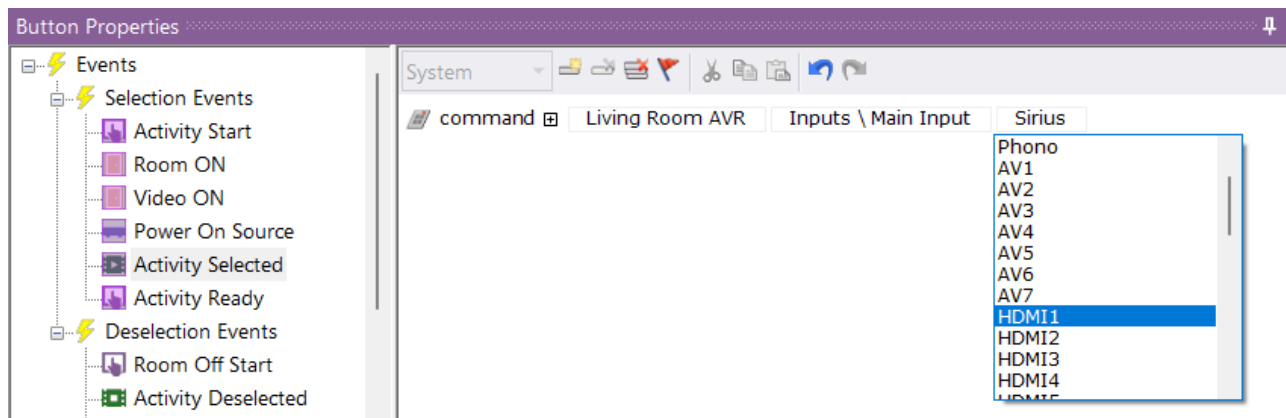 Button Properties
Events
Selection Events
Activity Start
Room ON
Video ON
Power On Source
Activity Selected
Activity Ready
Deselection Events
Room Off Start
Activity Deselected
System
command Living Room AVR Inputs \ Main Input Sirius
Phono
AV1
AV2
AV3
AV4
AV5
AV6
AV7
HDMI1
HDMI2
HDMI3
HDMI4
HDMI5